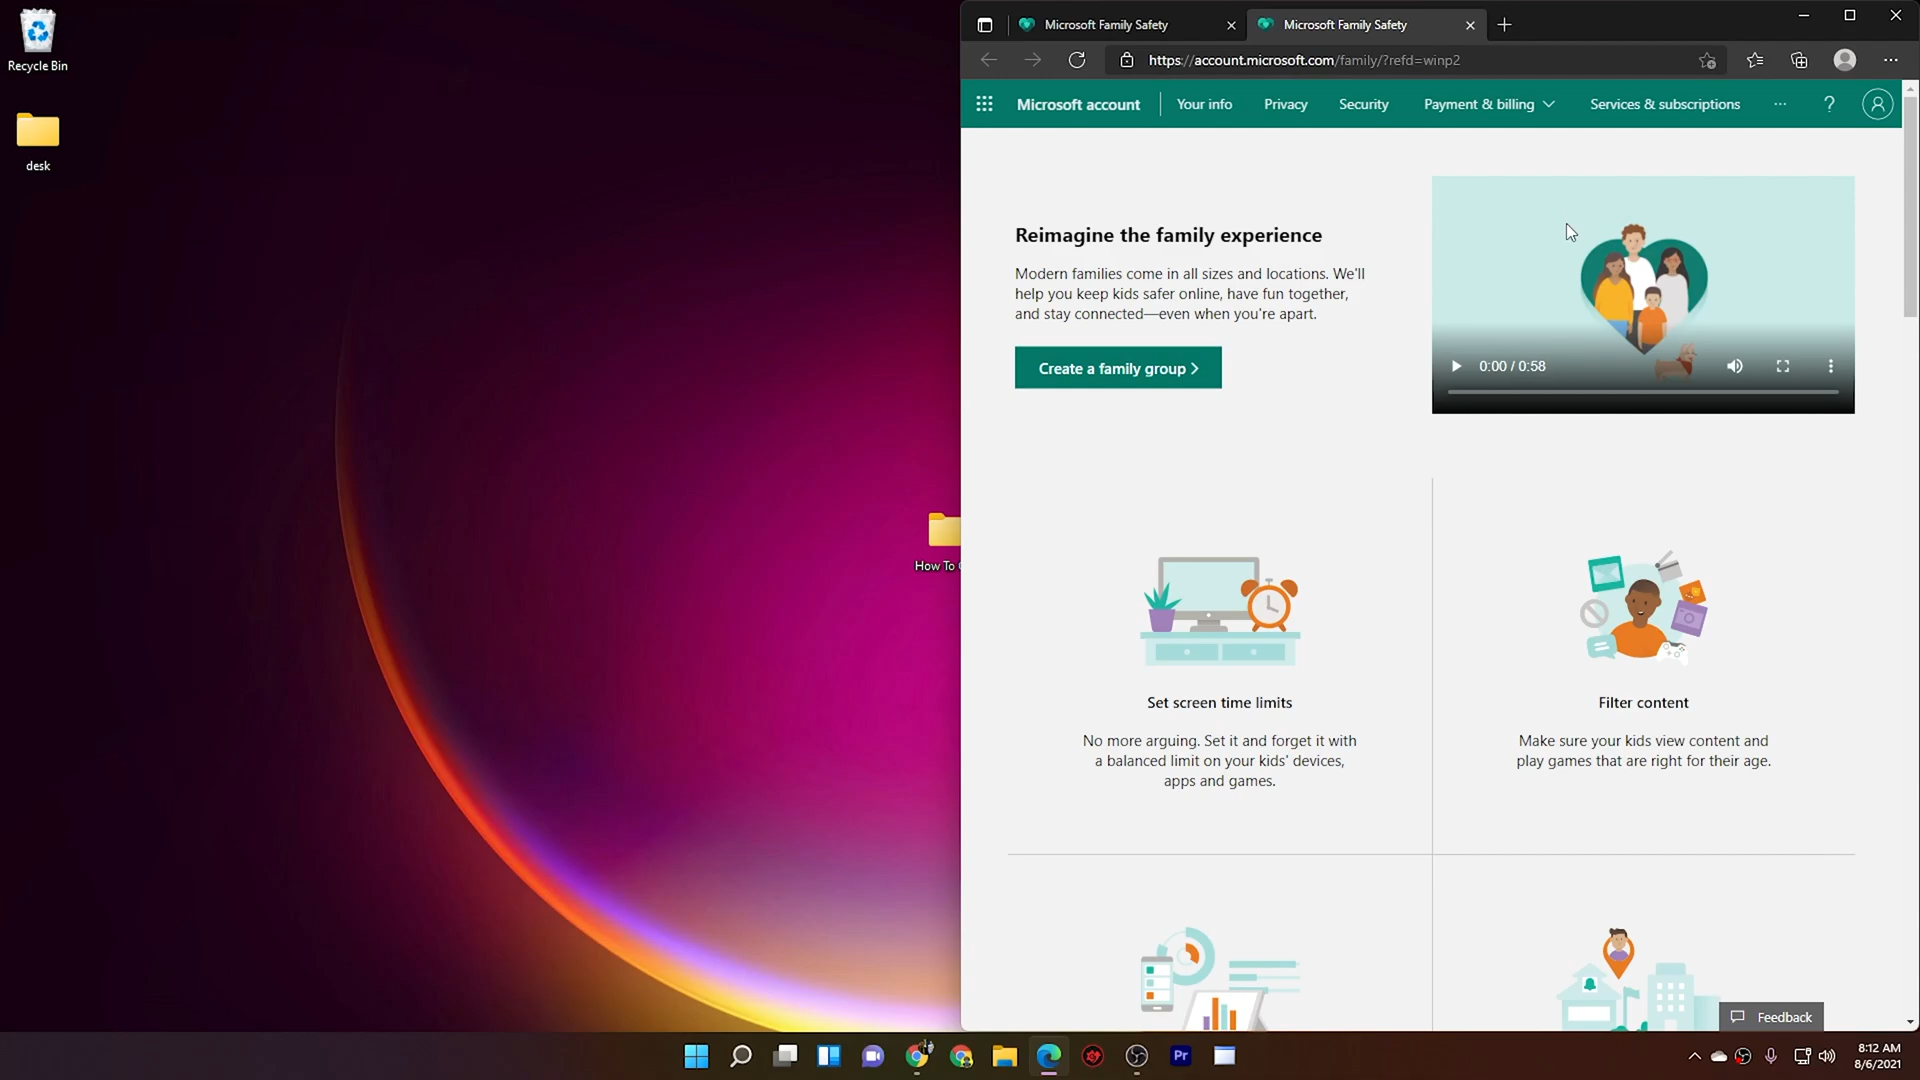 Recycle Bin
desk
How To
Microsoft Family Safety
Microsoft Family Safety
https://account.microsoft.com/family/?refd=winp2
Microsoft account
Your info
Privacy
Security
Payment & billing
Services & subscriptions
?
Reimagine the family experience
Modern families come in all sizes and locations. We'll
help you keep kids safer online, have fun together,
and stay connected—even when you're apart.
Create a family group
0:00 / 0:58
Set screen time limits
No more arguing. Set it and forget it with
a balanced limit on your kids' devices,
apps and games.
Filter content
Make sure your kids view content and
play games that are right for their age.
Feedback
Pr
8:12 AM
8/6/2021